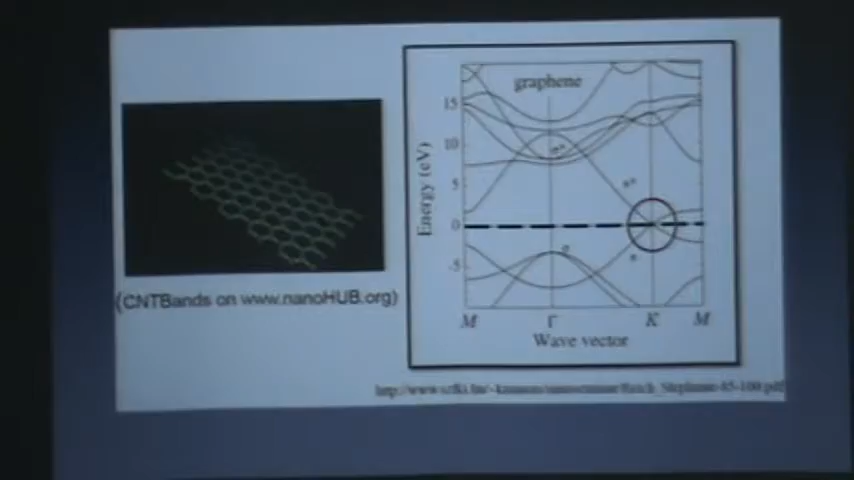 graphene
15
10
5
0
-5
Energy (eV)
M Γ K M
Wave vector
(CNTBands on www.nanoHUB.org)